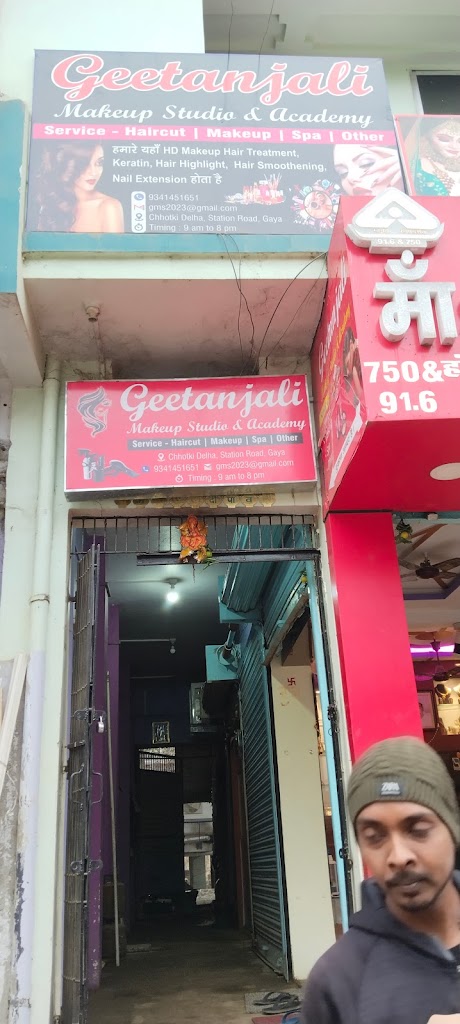 Geetanjali
Makeup Studio & Academy
Service - Haircut | Makeup | Spa | Other
हमारे यहाँ HD Makeup Hair Treatment,
Keratin, Hair Highlight, Hair Smoothening,
Nail Extension होता है
9341451651
gms2023@gmail.com
Chhotki Delha, Station Road, Gaya
Timing : 9 am to 8 pm
916 & 750
माँ
750 & हॉ
91.6
Geetanjali
Makeup Studio & Academy
Service - Haircut | Makeup | Spa | Other
Chhotki Delha, Station Road, Gaya
9341451651 gms2023@gmail.com
Timing : 9 am to 8 pm